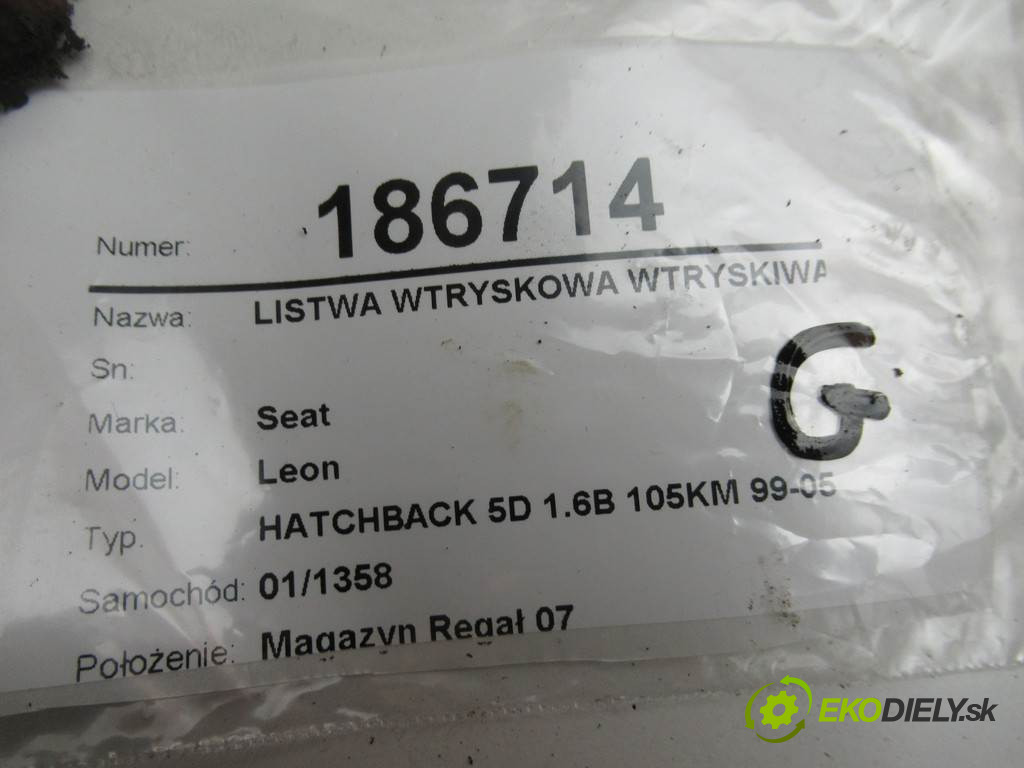 Numer: 186714
Nazwa: LISTWA WTRYSKOWA WTRYSKIWA
Sn:
Marka: Seat
Model: Leon
Typ. HATCHBACK 5D 1.6B 105KM 99-05
Samochód: 01/1358
Położenie: Magazyn Regał 07
G
EKODIELY.sk